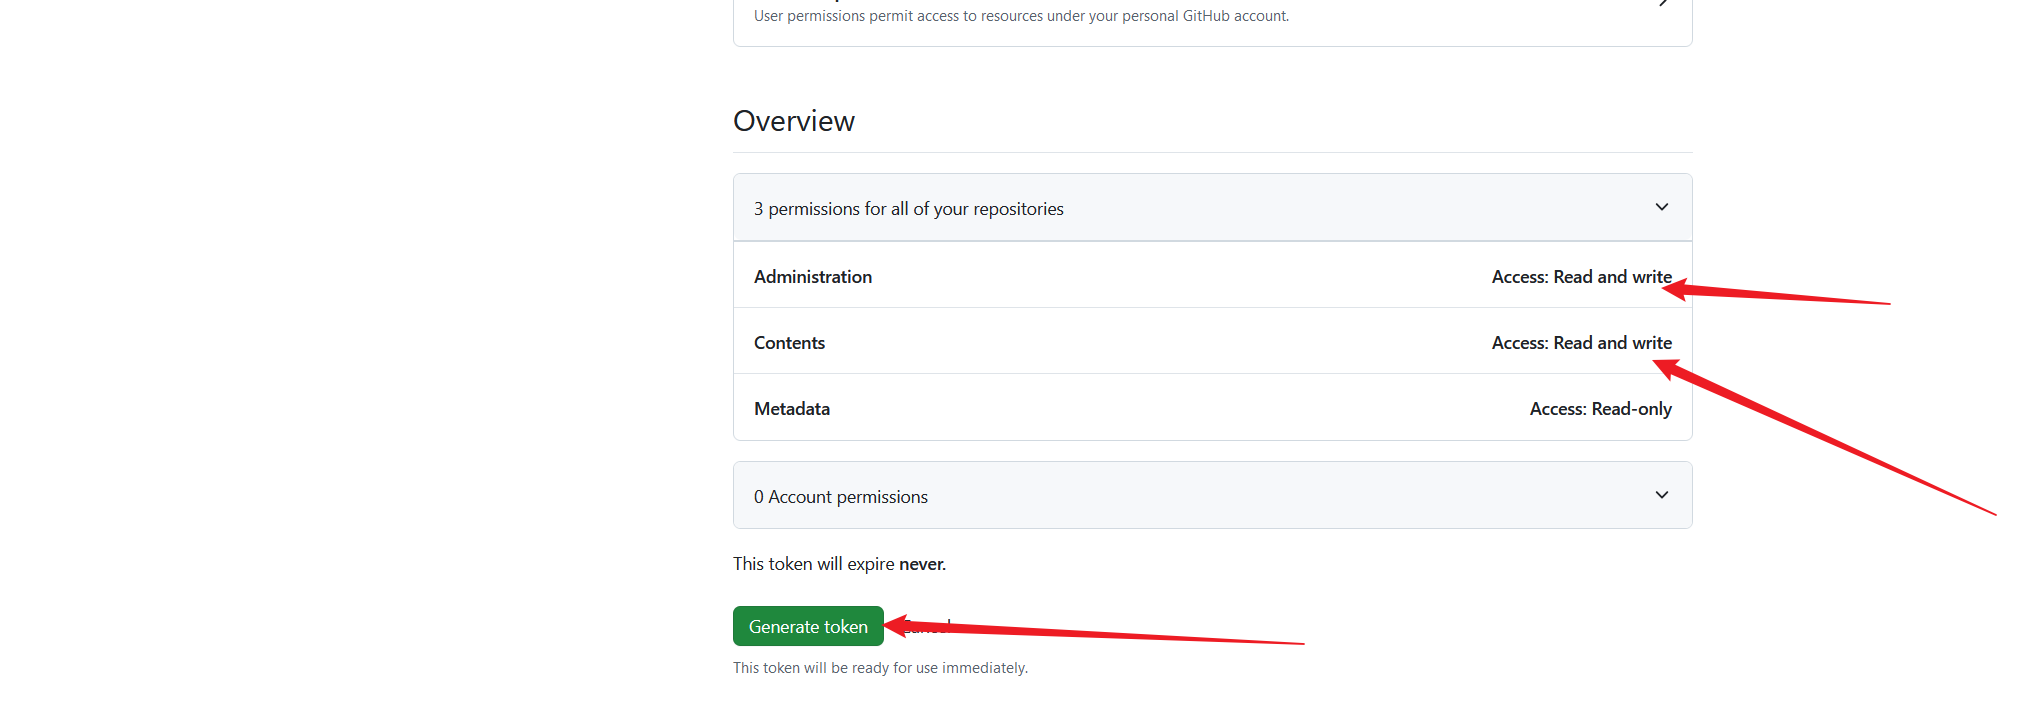 User permissions permit access to resources under your personal GitHub account.
Overview
3 permissions for all of your repositories
Administration Access: Read and write
Contents Access: Read and write
Metadata Access: Read-only
0 Account permissions
This token will expire never.
Generate token Cancel
This token will be ready for use immediately.